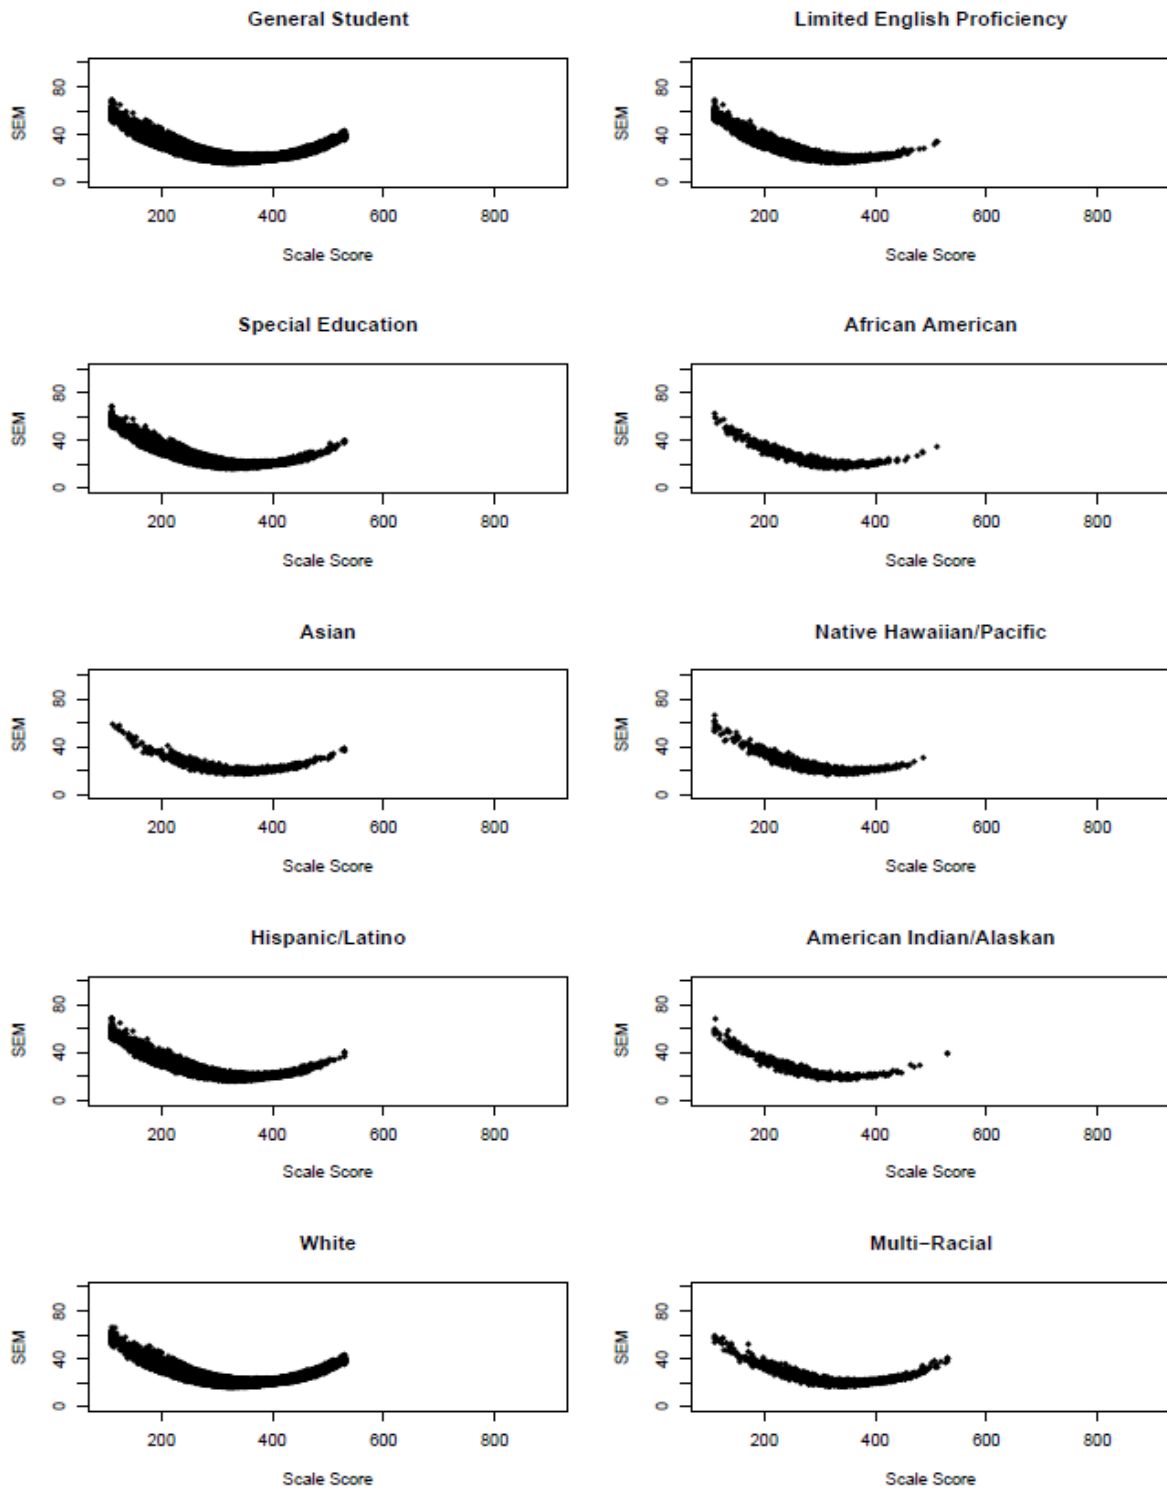 General Student
Limited English Proficiency
SEM
0 40 80
200 400 600 800
Scale Score
SEM
0 40 80
200 400 600 800
Scale Score
Special Education
African American
SEM
0 40 80
200 400 600 800
Scale Score
SEM
0 40 80
200 400 600 800
Scale Score
Asian
Native Hawaiian/Pacific
SEM
0 40 80
200 400 600 800
Scale Score
SEM
0 40 80
200 400 600 800
Scale Score
Hispanic/Latino
American Indian/Alaskan
SEM
0 40 80
200 400 600 800
Scale Score
SEM
0 40 80
200 400 600 800
Scale Score
White
Multi−Racial
SEM
0 40 80
200 400 600 800
Scale Score
SEM
0 40 80
200 400 600 800
Scale Score